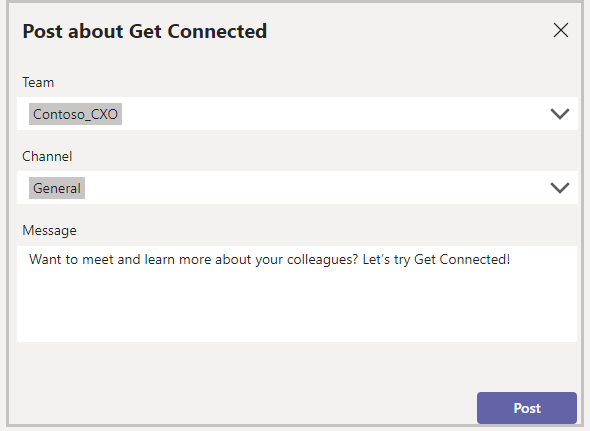 Post about Get Connected
Team
Contoso_CXO
Channel
General
Message
Want to meet and learn more about your colleagues? Let’s try Get Connected!
Post